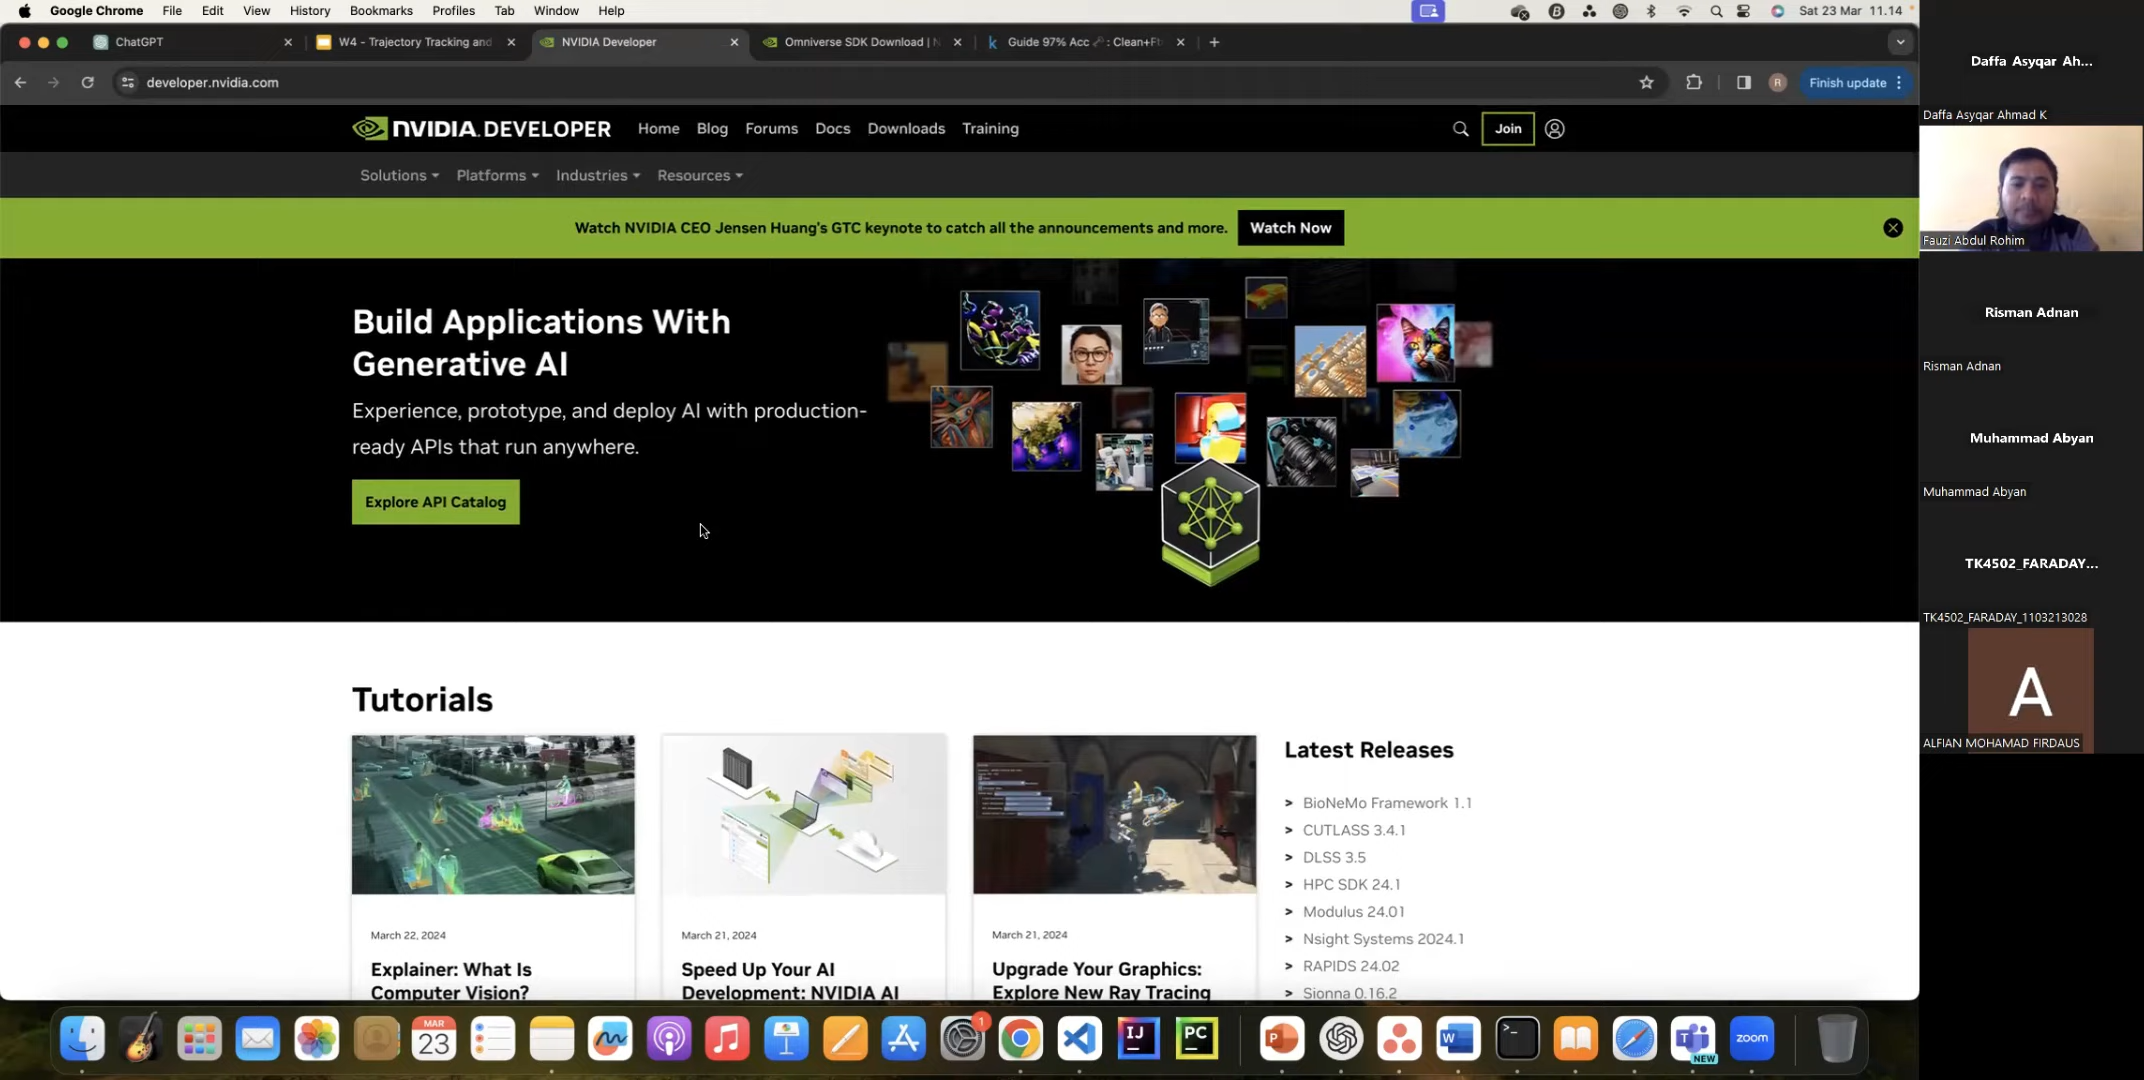 Google Chrome File Edit View History Bookmarks Profiles Tab Window Help Sat 23 Mar 11.14
ChatGPT
W4 - Trajectory Tracking and
NVIDIA Developer
Omniverse SDK Download |
Guide 97% Acc : Clean+F
developer.nvidia.com
Finish update
NVIDIA. DEVELOPER Home Blog Forums Docs Downloads Training Join
Solutions Platforms Industries Resources
Watch NVIDIA CEO Jensen Huang's GTC keynote to catch all the announcements and more. Watch Now
Build Applications With
Generative AI
Experience, prototype, and deploy AI with production-
ready APIs that run anywhere.
Explore API Catalog
Tutorials
March 22, 2024
Explainer: What Is
Computer Vision?
March 21, 2024
Speed Up Your AI
Development: NVIDIA AI
March 21, 2024
Upgrade Your Graphics:
Explore New Ray Tracing
Latest Releases
> BioNeMo Framework 1.1
> CUTLASS 3.4.1
> DLSS 3.5
> HPC SDK 24.1
> Modulus 24.01
> Nsight Systems 2024.1
> RAPIDS 24.02
> Sionna 0.16.2
Daffa Asyqar Ah...
Daffa Asyqar Ahmad K
Fauzi Abdul Rohim
Risman Adnan
Risman Adnan
Muhammad Abyan
Muhammad Abyan
TK4502_FARADAY...
TK4502_FARADAY_1103213028
A
ALFIAN MOHAMAD FIRDAUS
MAR
23
1
IJ
PC
P
W
>_
T
NEW
zoom